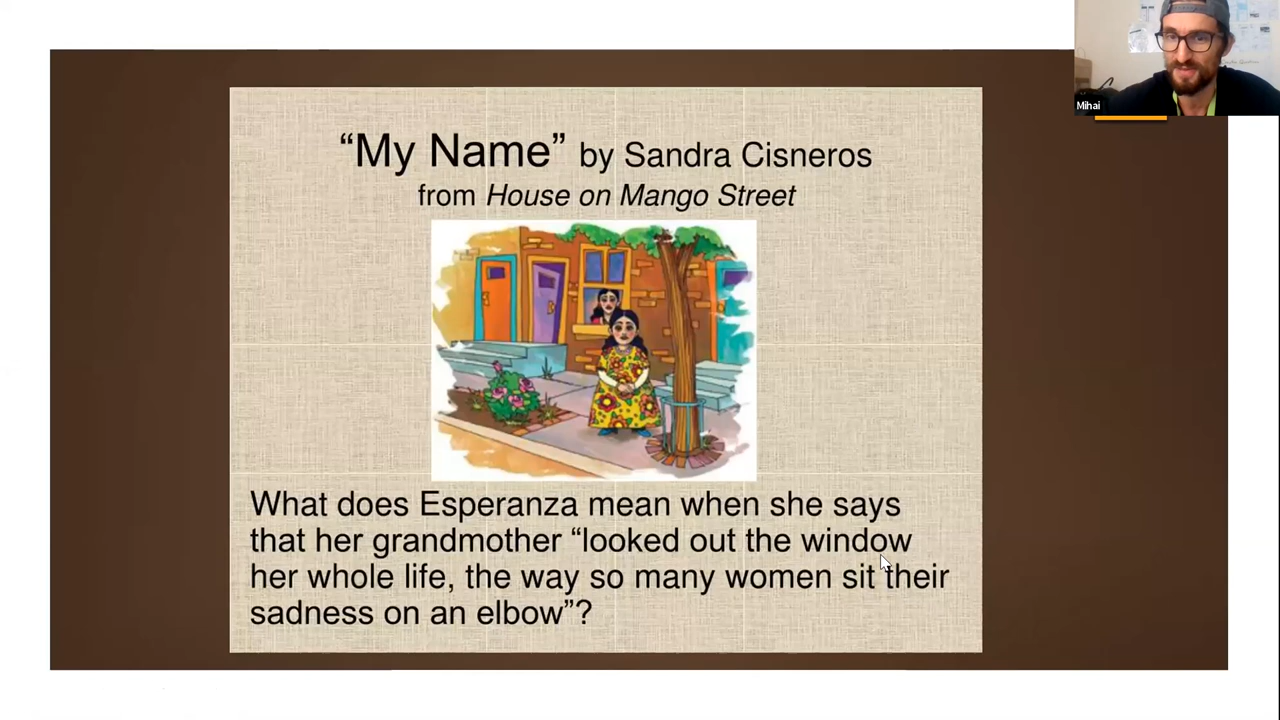 “My Name” by Sandra Cisneros
from House on Mango Street
What does Esperanza mean when she says
that her grandmother “looked out the window
her whole life, the way so many women sit their
sadness on an elbow”?
Mihai